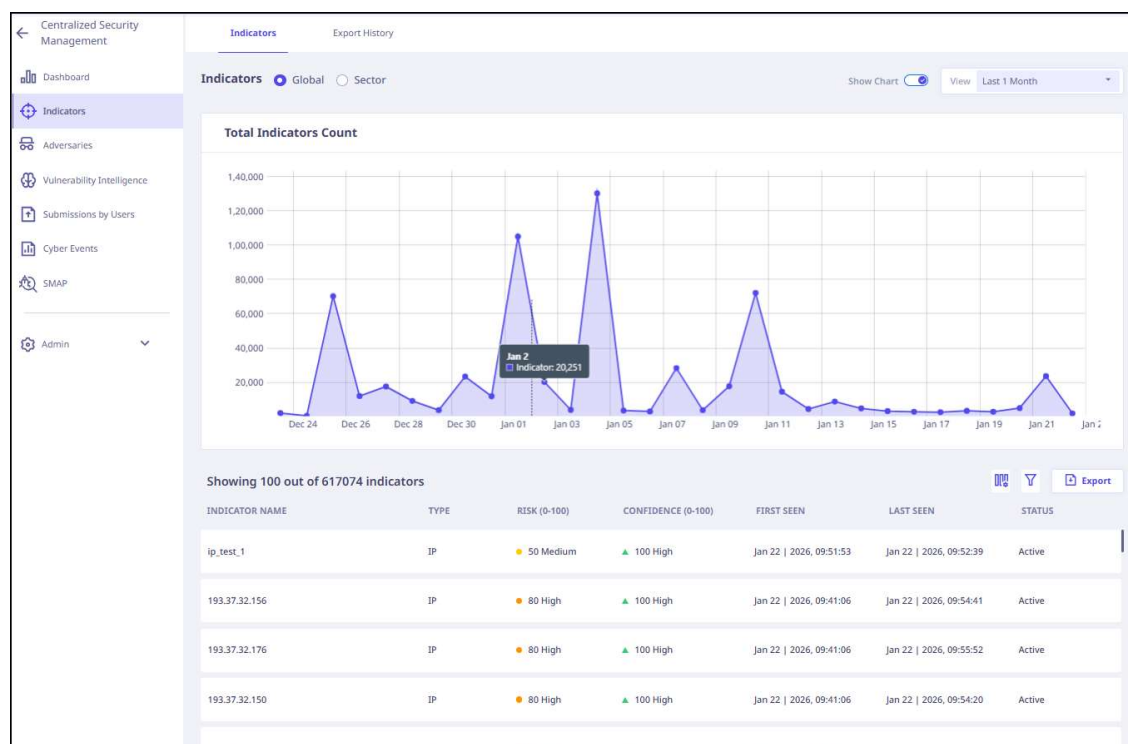 Centralized Security
Management
Dashboard
Indicators
Adversaries
Vulnerability Intelligence
Submissions by Users
Cyber Events
SMAP
Admin
Indicators Export History
Indicators Global Sector Show Chart View Last 1 Month
Total Indicators Count
1,40,000
1,20,000
1,00,000
80,000
60,000
40,000
20,000
Jan 2
Indicator: 20,251
Dec 24 Dec 26 Dec 28 Dec 30 Jan 01 Jan 03 Jan 05 Jan 07 Jan 09 Jan 11 Jan 13 Jan 15 Jan 17 Jan 19 Jan 21 Jan
Showing 100 out of 617074 indicators Export
INDICATOR NAME TYPE RISK (0-100) CONFIDENCE (0-100) FIRST SEEN LAST SEEN STATUS
ip_test_1 IP 50 Medium 100 High Jan 22 | 2026, 09:51:53 Jan 22 | 2026, 09:52:39 Active
193.37.32.156 IP 80 High 100 High Jan 22 | 2026, 09:41:06 Jan 22 | 2026, 09:54:41 Active
193.37.32.176 IP 80 High 100 High Jan 22 | 2026, 09:41:06 Jan 22 | 2026, 09:55:52 Active
193.37.32.150 IP 80 High 100 High Jan 22 | 2026, 09:41:06 Jan 22 | 2026, 09:54:20 Active